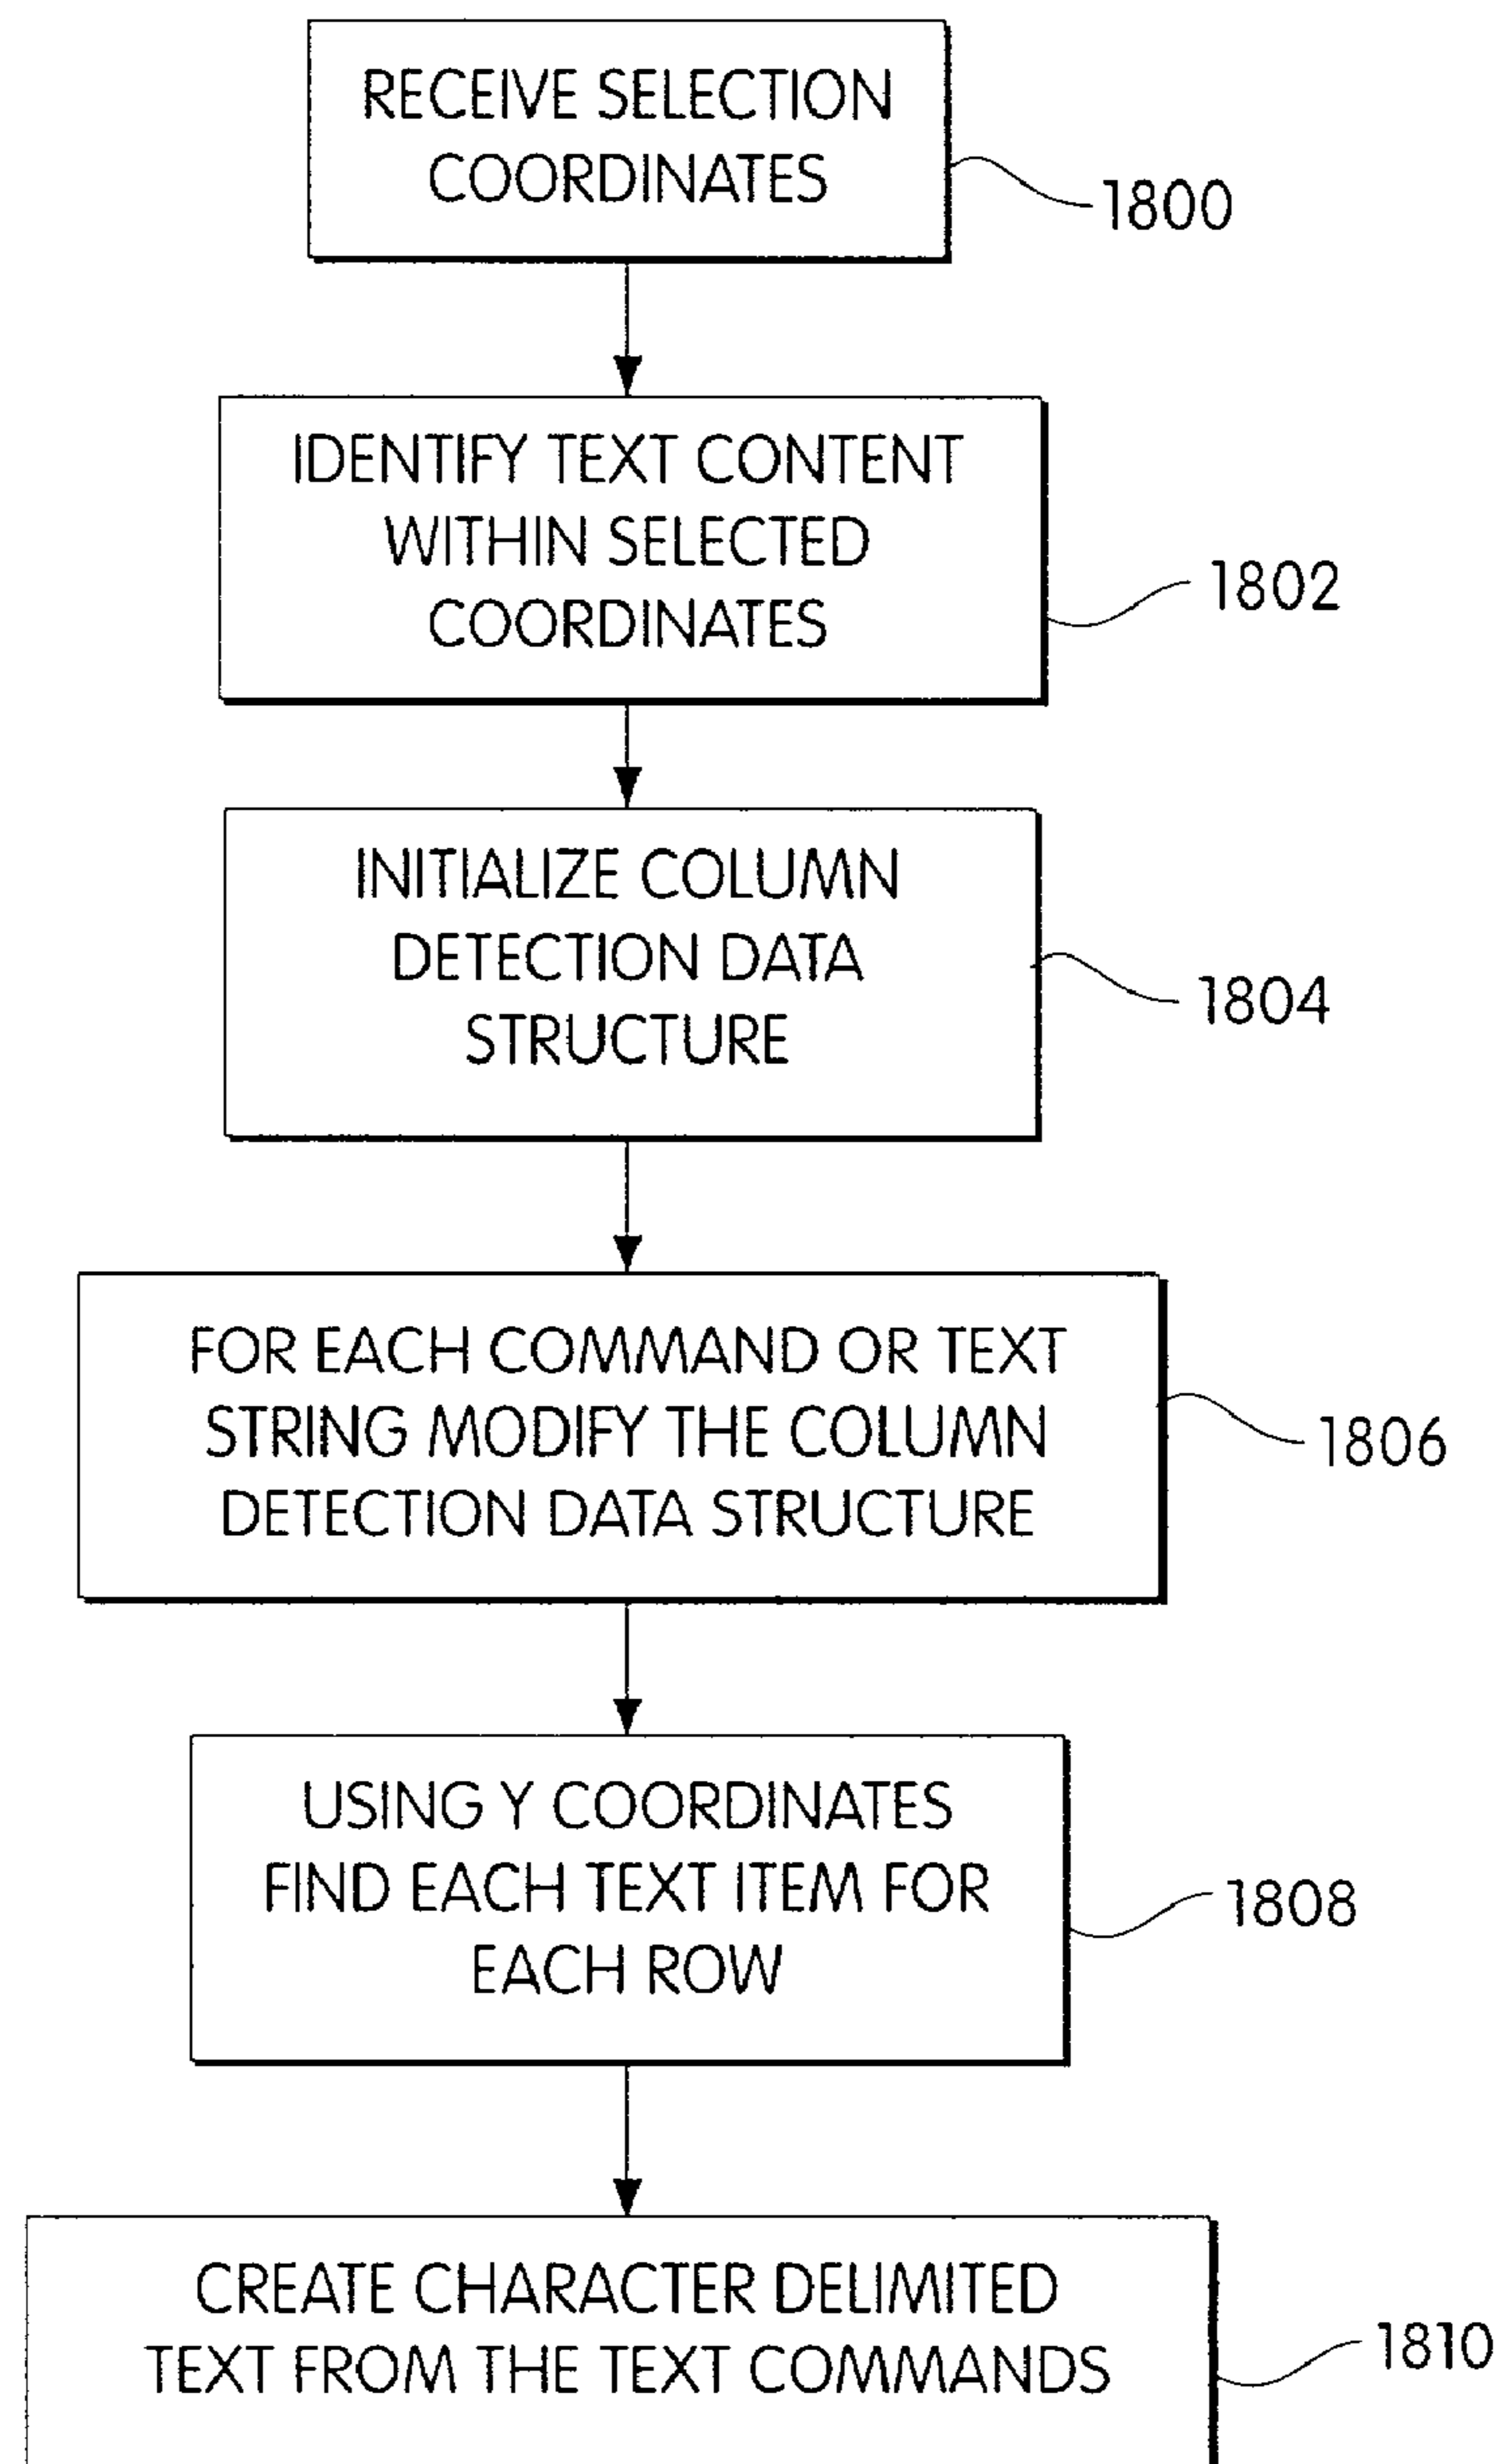 RECEIVE SELECTION
COORDINATES
1800
IDENTIFY TEXT CONTENT
WITHIN SELECTED
COORDINATES
1802
INITIALIZE COLUMN
DETECTION DATA
STRUCTURE
1804
FOR EACH COMMAND OR TEXT
STRING MODIFY THE COLUMN
DETECTION DATA STRUCTURE
1806
USING Y COORDINATES
FIND EACH TEXT ITEM FOR
EACH ROW
1808
CREATE CHARACTER DELIMITED
TEXT FROM THE TEXT COMMANDS
1810